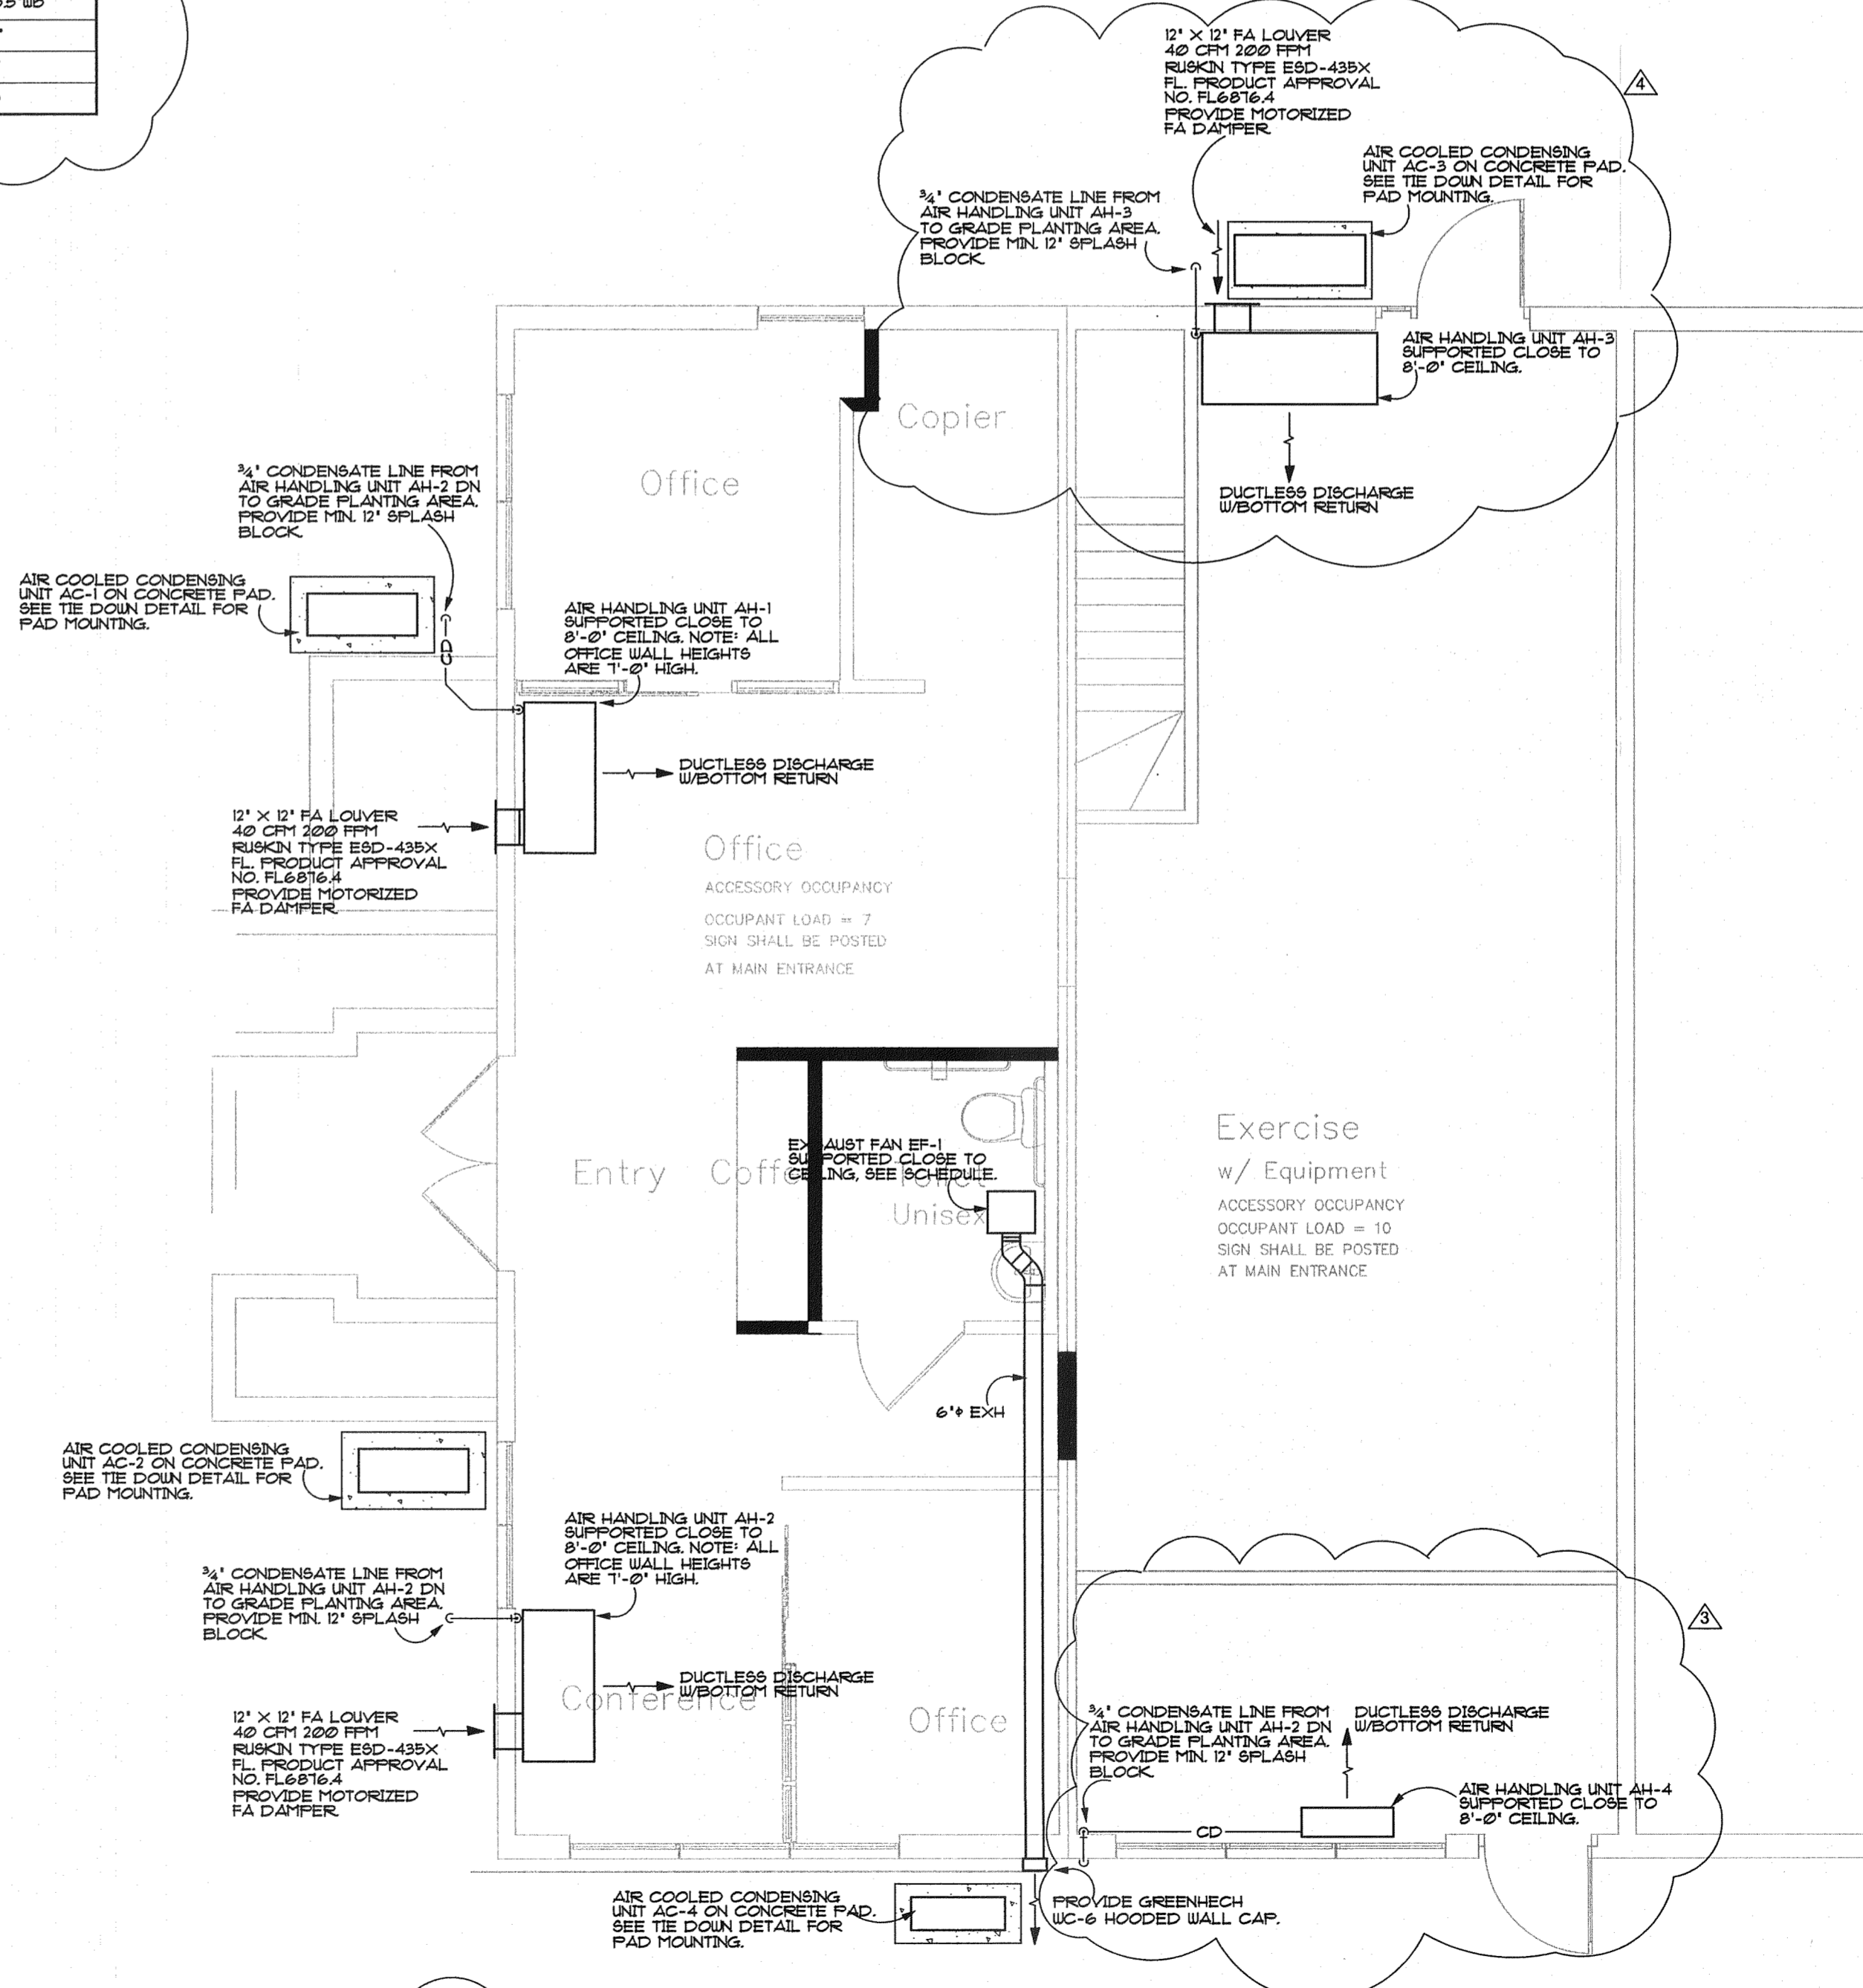 12" X 12" FA LOUVER
40 CFM 200 FPM
RUSKIN TYPE ESD-435X
FL. PRODUCT APPROVAL
NO. FL6876.4
PROVIDE MOTORIZED
FA DAMPER
4
AIR COOLED CONDENSING
UNIT AC-3 ON CONCRETE PAD.
SEE TIE DOWN DETAIL FOR
PAD MOUNTING.
3/4" CONDENSATE LINE FROM
AIR HANDLING UNIT AH-3
TO GRADE PLANTING AREA.
PROVIDE MIN. 12" SPLASH
BLOCK.
AIR HANDLING UNIT AH-3
SUPPORTED CLOSE TO
8'-0" CEILING.
Copier
Office
DUCTLESS DISCHARGE
W/BOTTOM RETURN
3/4" CONDENSATE LINE FROM
AIR HANDLING UNIT AH-2 DN
TO GRADE PLANTING AREA.
PROVIDE MIN. 12" SPLASH
BLOCK.
AIR COOLED CONDENSING
UNIT AC-1 ON CONCRETE PAD.
SEE TIE DOWN DETAIL FOR
PAD MOUNTING.
CD
AIR HANDLING UNIT AH-1
SUPPORTED CLOSE TO
8'-0" CEILING. NOTE: ALL
OFFICE WALL HEIGHTS
ARE 7'-0" HIGH.
DUCTLESS DISCHARGE
W/BOTTOM RETURN
12" X 12" FA LOUVER
40 CFM 200 FPM
RUSKIN TYPE ESD-435X
FL. PRODUCT APPROVAL
NO. FL6876.4
PROVIDE MOTORIZED
FA DAMPER
Office
ACCESSORY OCCUPANCY
OCCUPANT LOAD = 7
SIGN SHALL BE POSTED
AT MAIN ENTRANCE
EXHAUST FAN EF-1
SUPPORTED CLOSE TO
CEILING, SEE SCHEDULE.
Entry
Coffee
Toilet
Unisex
Exercise
w/ Equipment
ACCESSORY OCCUPANCY
OCCUPANT LOAD = 10
SIGN SHALL BE POSTED
AT MAIN ENTRANCE
6"ϕ EXH
AIR COOLED CONDENSING
UNIT AC-2 ON CONCRETE PAD.
SEE TIE DOWN DETAIL FOR
PAD MOUNTING.
AIR HANDLING UNIT AH-2
SUPPORTED CLOSE TO
8'-0" CEILING. NOTE: ALL
OFFICE WALL HEIGHTS
ARE 7'-0" HIGH.
3/4" CONDENSATE LINE FROM
AIR HANDLING UNIT AH-2 DN
TO GRADE PLANTING AREA.
PROVIDE MIN. 12" SPLASH
BLOCK.
3
DUCTLESS DISCHARGE
W/BOTTOM RETURN
Conference
Office
12" X 12" FA LOUVER
40 CFM 200 FPM
RUSKIN TYPE ESD-435X
FL. PRODUCT APPROVAL
NO. FL6876.4
PROVIDE MOTORIZED
FA DAMPER
3/4" CONDENSATE LINE FROM
AIR HANDLING UNIT AH-2 DN
TO GRADE PLANTING AREA.
PROVIDE MIN. 12" SPLASH
BLOCK.
DUCTLESS DISCHARGE
W/BOTTOM RETURN
AIR HANDLING UNIT AH-4
SUPPORTED CLOSE TO
8'-0" CEILING.
CD
AIR COOLED CONDENSING
UNIT AC-4 ON CONCRETE PAD.
SEE TIE DOWN DETAIL FOR
PAD MOUNTING.
PROVIDE GREENHECH
WC-6 HOODED WALL CAP.